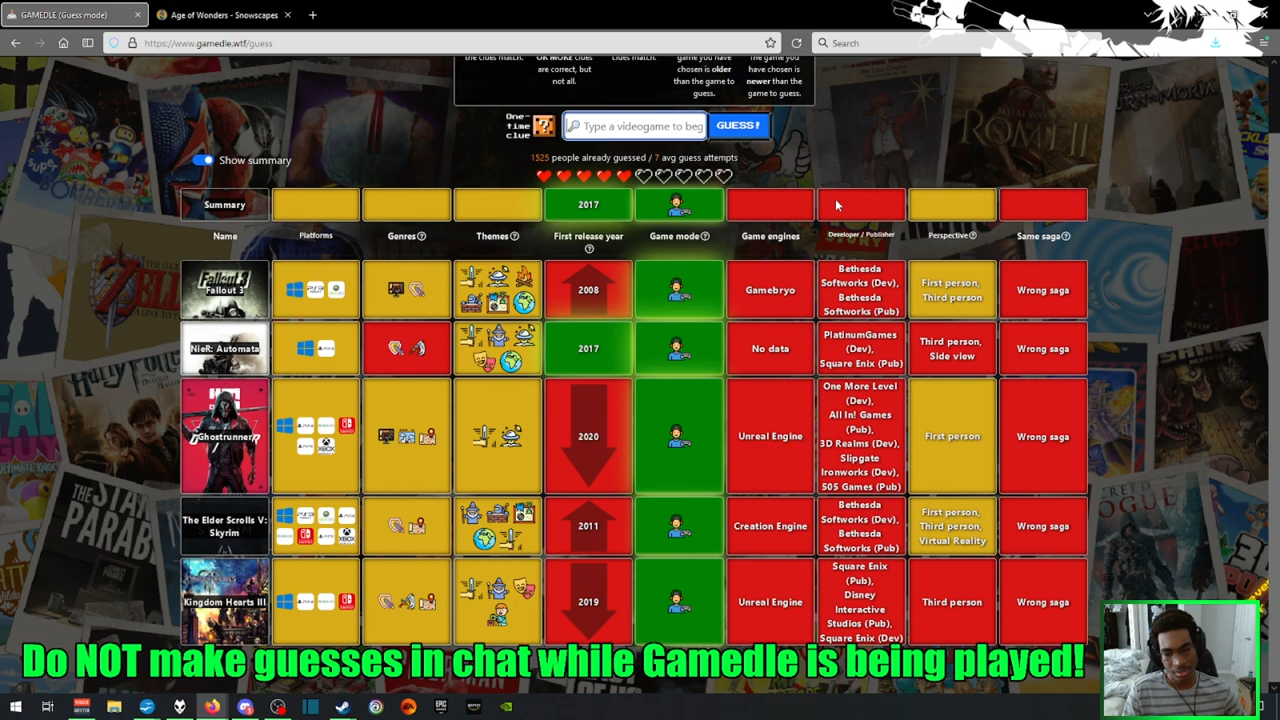 GAMEDLE (Guess mode)
Age of Wonders - Snowscapes
https://www.gamedle.wtf/guess
Search
the clues match.
OR MORE clues
are correct, but
not all.
clues match.
game you have
chosen is older
than the game to
guess.
The game you
have chosen is
newer than the
game to guess.
One-
time
clue
Type a videogame to beg
GUESS!
Show summary
1525 people already guessed / 7 avg guess attempts
Summary
2017
Name
Platforms
Genres
Themes
First release year
Game mode
Game engines
Developer / Publisher
Perspective
Same saga
Fallout 3
2008
Gamebryo
Bethesda
Softworks (Dev),
Bethesda
Softworks (Pub)
First person,
Third person
Wrong saga
NieR: Automata
2017
No data
PlatinumGames
(Dev),
Square Enix (Pub)
Third person,
Side view
Wrong saga
Ghostrunner
2020
Unreal Engine
One More Level
(Dev),
All In! Games
(Pub),
3D Realms (Dev),
Slipgate
Ironworks (Dev),
505 Games (Pub)
First person
Wrong saga
The Elder Scrolls V:
Skyrim
2011
Creation Engine
Bethesda
Softworks (Dev),
Bethesda
Softworks (Pub)
First person,
Third person,
Virtual Reality
Wrong saga
Kingdom Hearts III
2019
Unreal Engine
Square Enix
(Pub),
Disney
Interactive
Studios (Pub),
Square Enix (Dev)
Third person
Wrong saga
Do NOT make guesses in chat while Gamedle is being played!